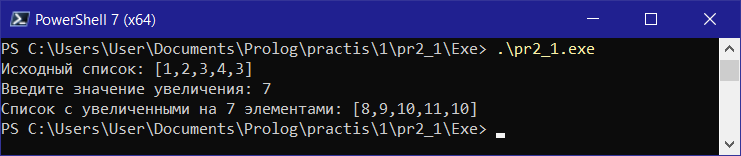 PowerShell 7 (x64)
PS C:\Users\User\Documents\Prolog\practis\1\pr2_1\Exe> .\pr2_1.exe
Исходный список: [1,2,3,4,3]
Введите значение увеличения: 7
Список с увеличенными на 7 элементами: [8,9,10,11,10]
PS C:\Users\User\Documents\Prolog\practis\1\pr2_1\Exe>